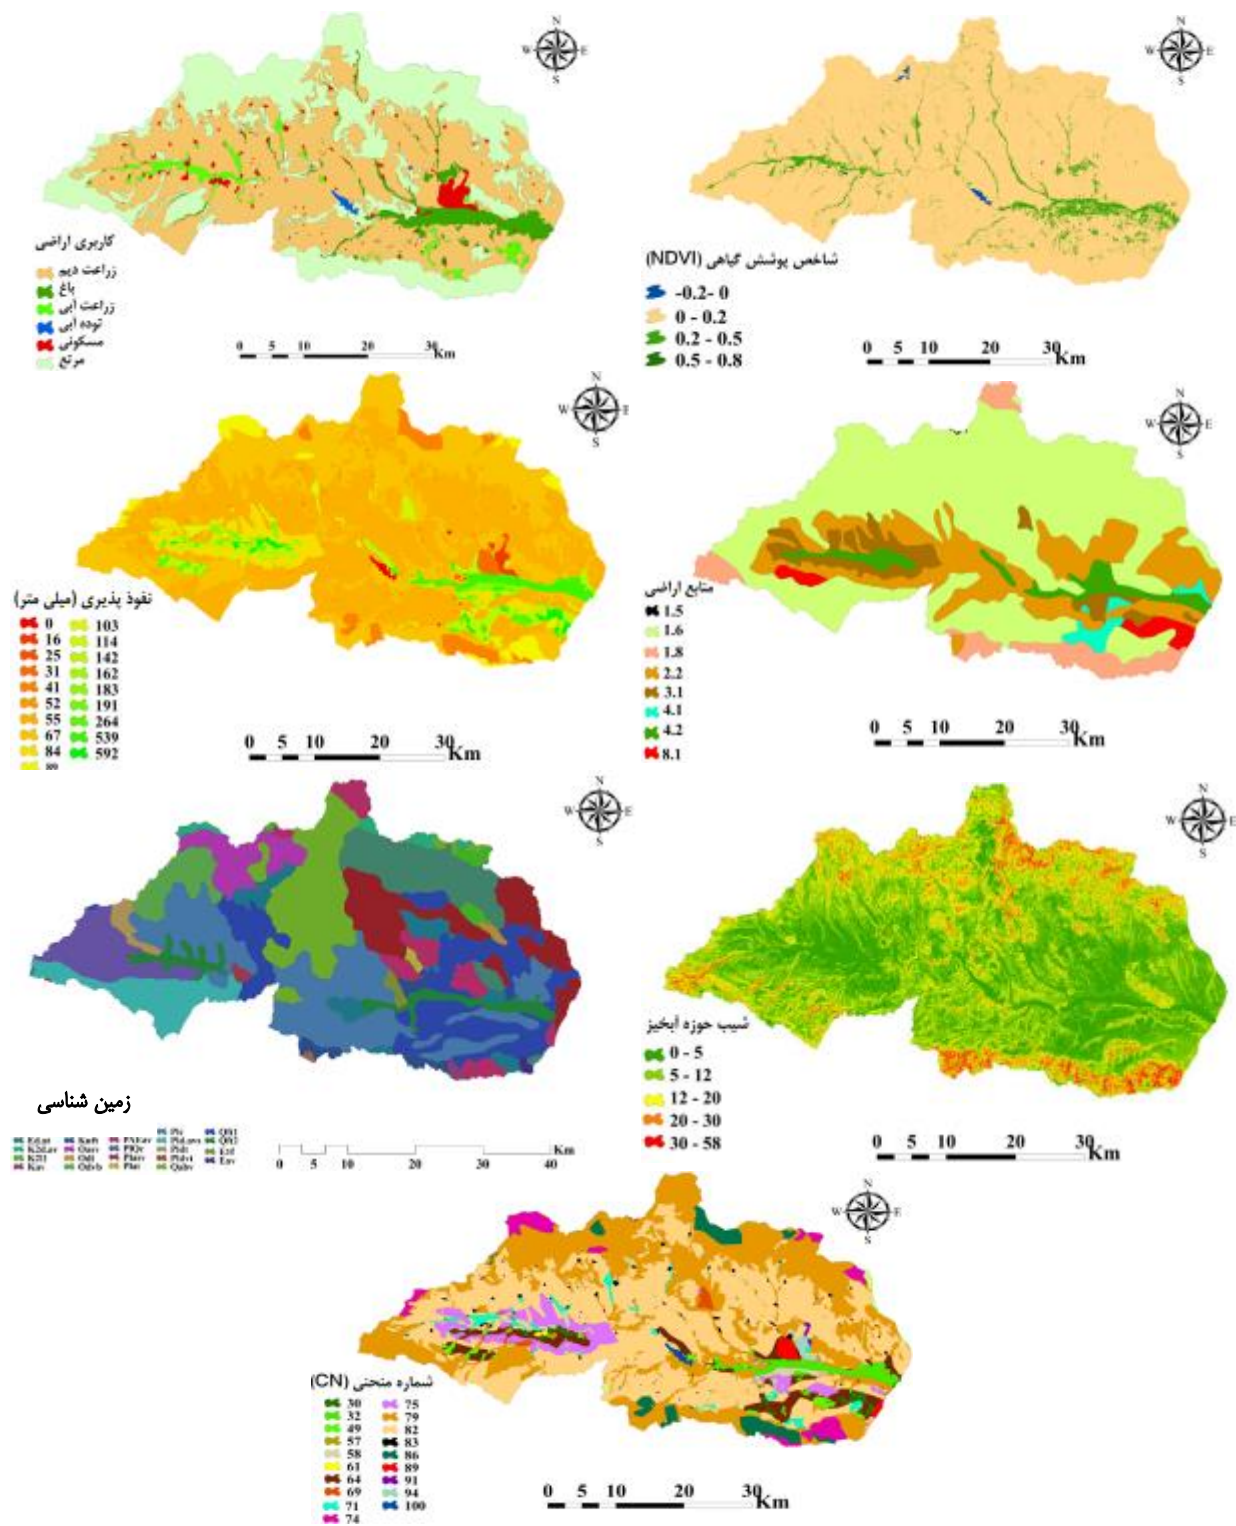 N
W E
S
کاربری اراضی
زراعت دیم
باغ
زراعت آبی
توده آبی
مسکونی
مرتع
0 5 10 20 30 Km
N
W E
S
شاخص پوشش گیاهی (NDVI)
-0.2- 0
0 - 0.2
0.2 - 0.5
0.5 - 0.8
0 5 10 20 30 Km
N
W E
S
نفوذ پذیری (میلی متر)
0 103
16 114
25 142
31 162
41 183
52 191
55 264
67 539
84 592
0 5 10 20 30 Km
N
W E
S
منابع اراضی
1.5
1.6
1.8
2.2
3.1
4.1
4.2
8.1
0 5 10 20 30 Km
N
W E
S
زمین شناسی
0 5 10 20 30 40 Km
N
W E
S
شیب حوزه آبخیز
0 - 5
5 - 12
12 - 20
20 - 30
30 - 58
0 5 10 20 30 Km
N
W E
S
شماره منحنی (CN)
30 75
32 79
49 82
57 83
58 86
61 89
64 91
69 94
71 100
74
0 5 10 20 30 Km